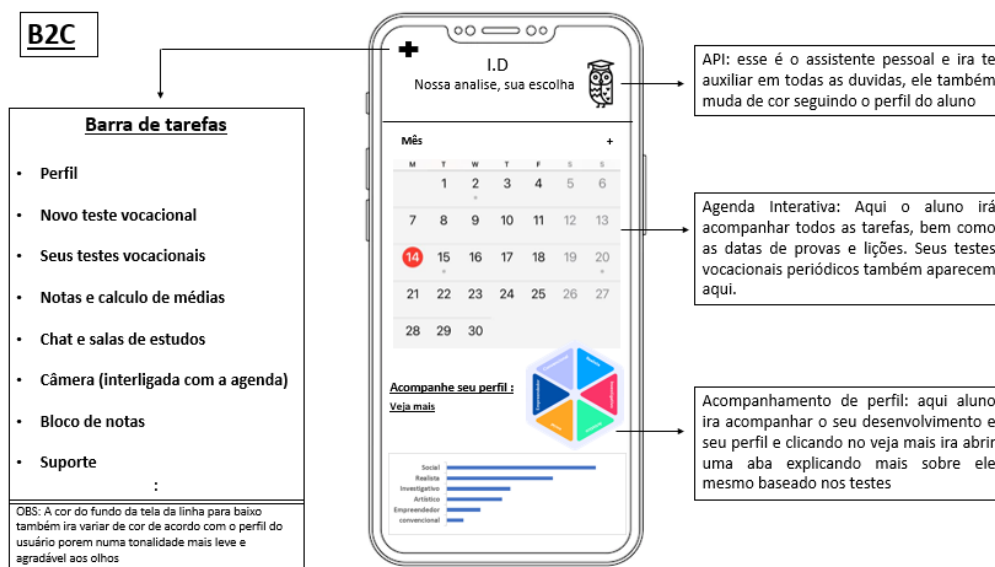 B2C
Barra de tarefas
• Perfil
• Novo teste vocacional
• Seus testes vocacionais
• Notas e calculo de médias
• Chat e salas de estudos
• Câmera (interligada com a agenda)
• Bloco de notas
• Suporte
:
OBS: A cor do fundo da tela da linha para baixo
também ira variar de cor de acordo com o perfil do
usuário porem numa tonalidade mais leve e
agradável aos olhos
I.D
Nossa analise, sua escolha
Mês +
M T W T F S S
1 2 3 4 5 6
7 8 9 10 11 12 13
14 15 16 17 18 19 20
21 22 23 24 25 26 27
28 29 30
Acompanhe seu perfil :
Veja mais
Empreendedor
Social
Realista
Investigativo
Artístico
Empreendedor
convencional
API: esse é o assistente pessoal e ira te
auxiliar em todas as duvidas, ele também
muda de cor seguindo o perfil do aluno
Agenda Interativa: Aqui o aluno irá
acompanhar todos as tarefas, bem como
as datas de provas e lições. Seus testes
vocacionais periódicos também aparecem
aqui.
Acompanhamento de perfil: aqui aluno
ira acompanhar o seu desenvolvimento e
seu perfil e clicando no veja mais ira abrir
uma aba explicando mais sobre ele
mesmo baseado nos testes